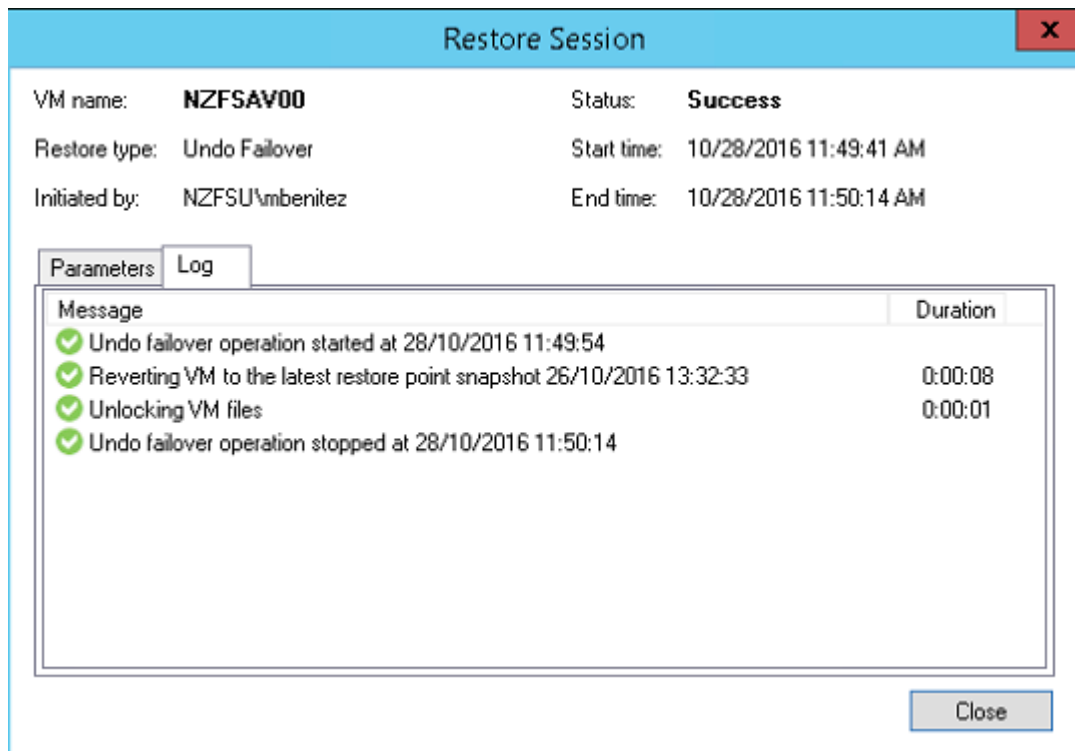 Restore Session
x
VM name: NZFSAV00 Status: Success
Restore type: Undo Failover Start time: 10/28/2016 11:49:41 AM
Initiated by: NZFSU\mbenitez End time: 10/28/2016 11:50:14 AM
Parameters Log
Message Duration
Undo failover operation started at 28/10/2016 11:49:54
Reverting VM to the latest restore point snapshot 26/10/2016 13:32:33 0:00:08
Unlocking VM files 0:00:01
Undo failover operation stopped at 28/10/2016 11:50:14
Close